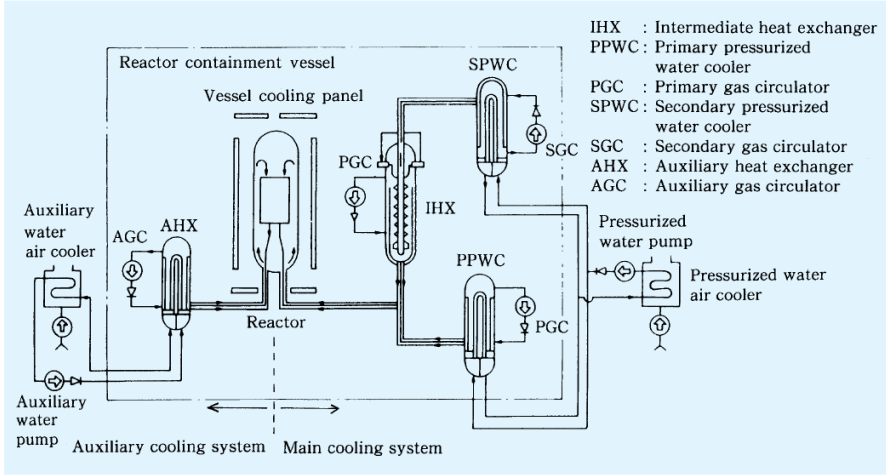 IHX : Intermediate heat exchanger
PPWC : Primary pressurized
water cooler
PGC : Primary gas circulator
SPWC : Secondary pressurized
water cooler
SGC : Secondary gas circulator
AHX : Auxiliary heat exchanger
AGC : Auxiliary gas circulator
Reactor containment vessel
Vessel cooling panel
SPWC
PGC
SGC
IHX
Auxiliary
water
air cooler
AGC
AHX
PPWC
Pressurized
water pump
Pressurized water
air cooler
Reactor
PGC
Auxiliary
water
pump
Auxiliary cooling system
Main cooling system